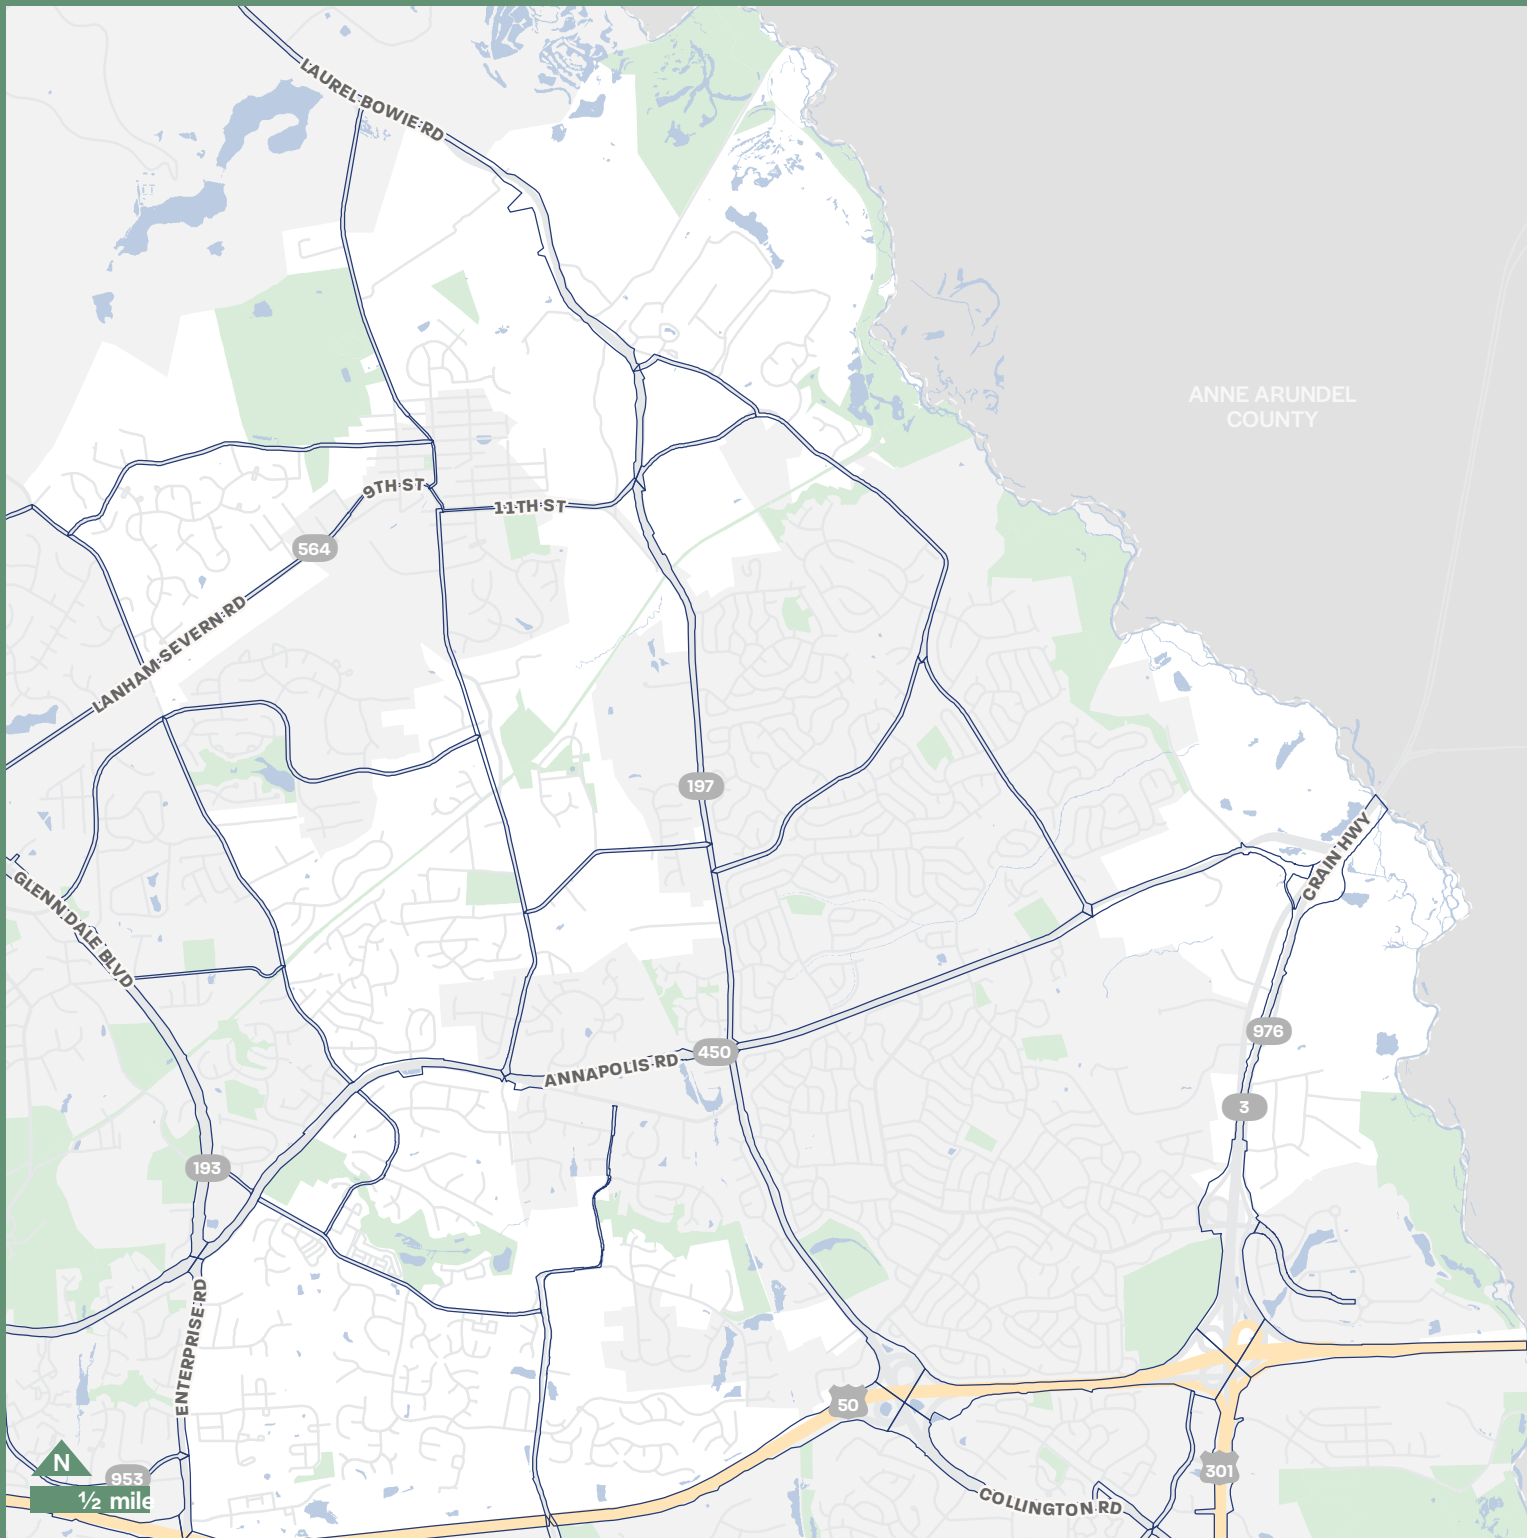 LAUREL BOWIE RD
ANNE ARUNDEL
COUNTY
9TH ST
11TH ST
564
LANHAM-SEVERN RD
197
CRAIN HWY
GLENN DALE BLVD
976
450
ANNAPOLIS RD
3
193
ENTERPRISE RD
50
N
953
301
½ mile
COLLINGTON RD